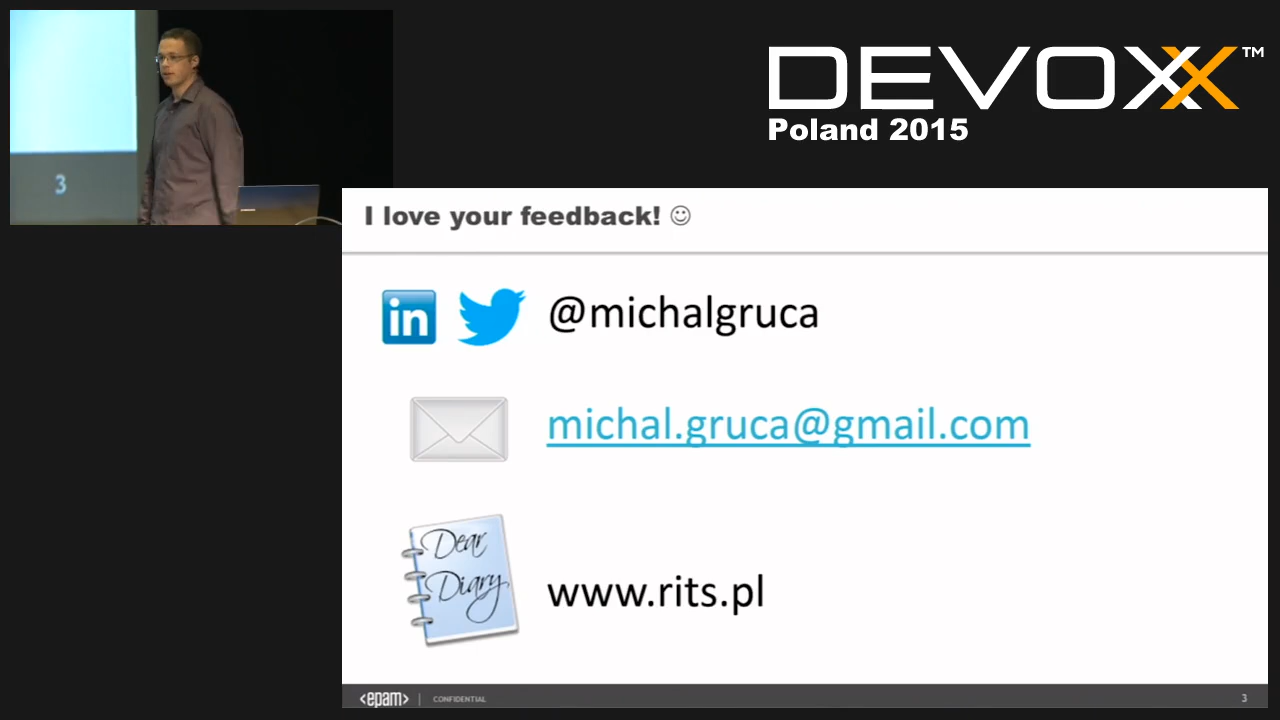 DEVOXX™
Poland 2015
3
I love your feedback! ☺
in
@michalgruca
michal.gruca@gmail.com
Dear
Diary
www.rits.pl
<epam> | CONFIDENTIAL
3